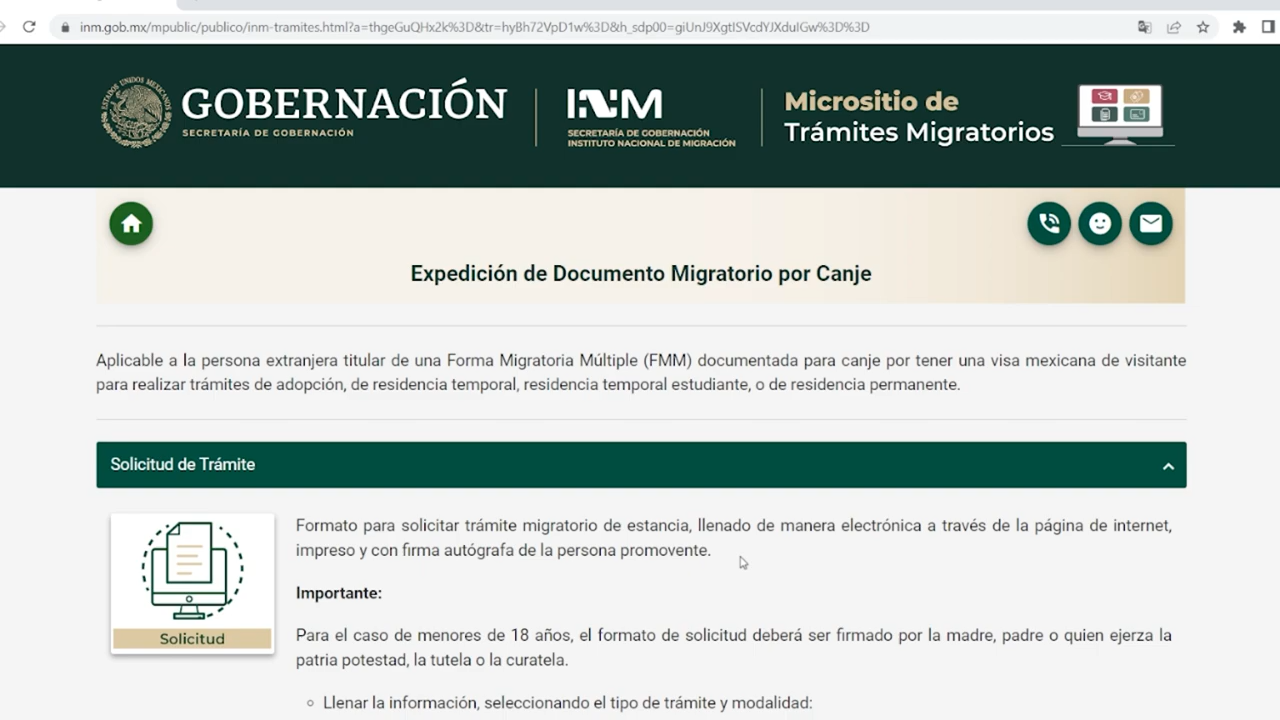 inm.gob.mx/mpublic/publico/inm-tramites.html?a=thgeGuQHx2k%3D&tr=hyBh72VpD1w%3D&h_sdp00=giUnJ9XgtISVcdYJXduIGw%3D%3D
ESTADOS UNIDOS MEXICANOS
GOBERNACIÓN
SECRETARÍA DE GOBERNACIÓN
INM
SECRETARÍA DE GOBERNACIÓN
INSTITUTO NACIONAL DE MIGRACIÓN
Micrositio de
Trámites Migratorios
Expedición de Documento Migratorio por Canje
Aplicable a la persona extranjera titular de una Forma Migratoria Múltiple (FMM) documentada para canje por tener una visa mexicana de visitante
para realizar trámites de adopción, de residencia temporal, residencia temporal estudiante, o de residencia permanente.
Solicitud de Trámite
Formato para solicitar trámite migratorio de estancia, llenado de manera electrónica a través de la página de internet,
impreso y con firma autógrafa de la persona promovente.
Importante:
Solicitud
Para el caso de menores de 18 años, el formato de solicitud deberá ser firmado por la madre, padre o quien ejerza la
patria potestad, la tutela o la curatela.
Llenar la información, seleccionando el tipo de trámite y modalidad: